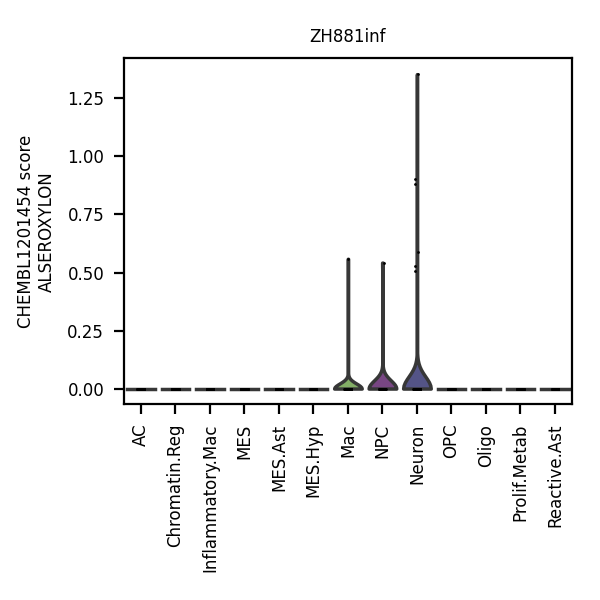 ZH881inf
CHEMBL1201454 score
ALSEROXYLON
1.25
1.00
0.75
0.50
0.25
0.00
AC
Chromatin.Reg
Inflammatory.Mac
MES
MES.Ast
MES.Hyp
Mac
NPC
Neuron
OPC
Oligo
Prolif.Metab
Reactive.Ast